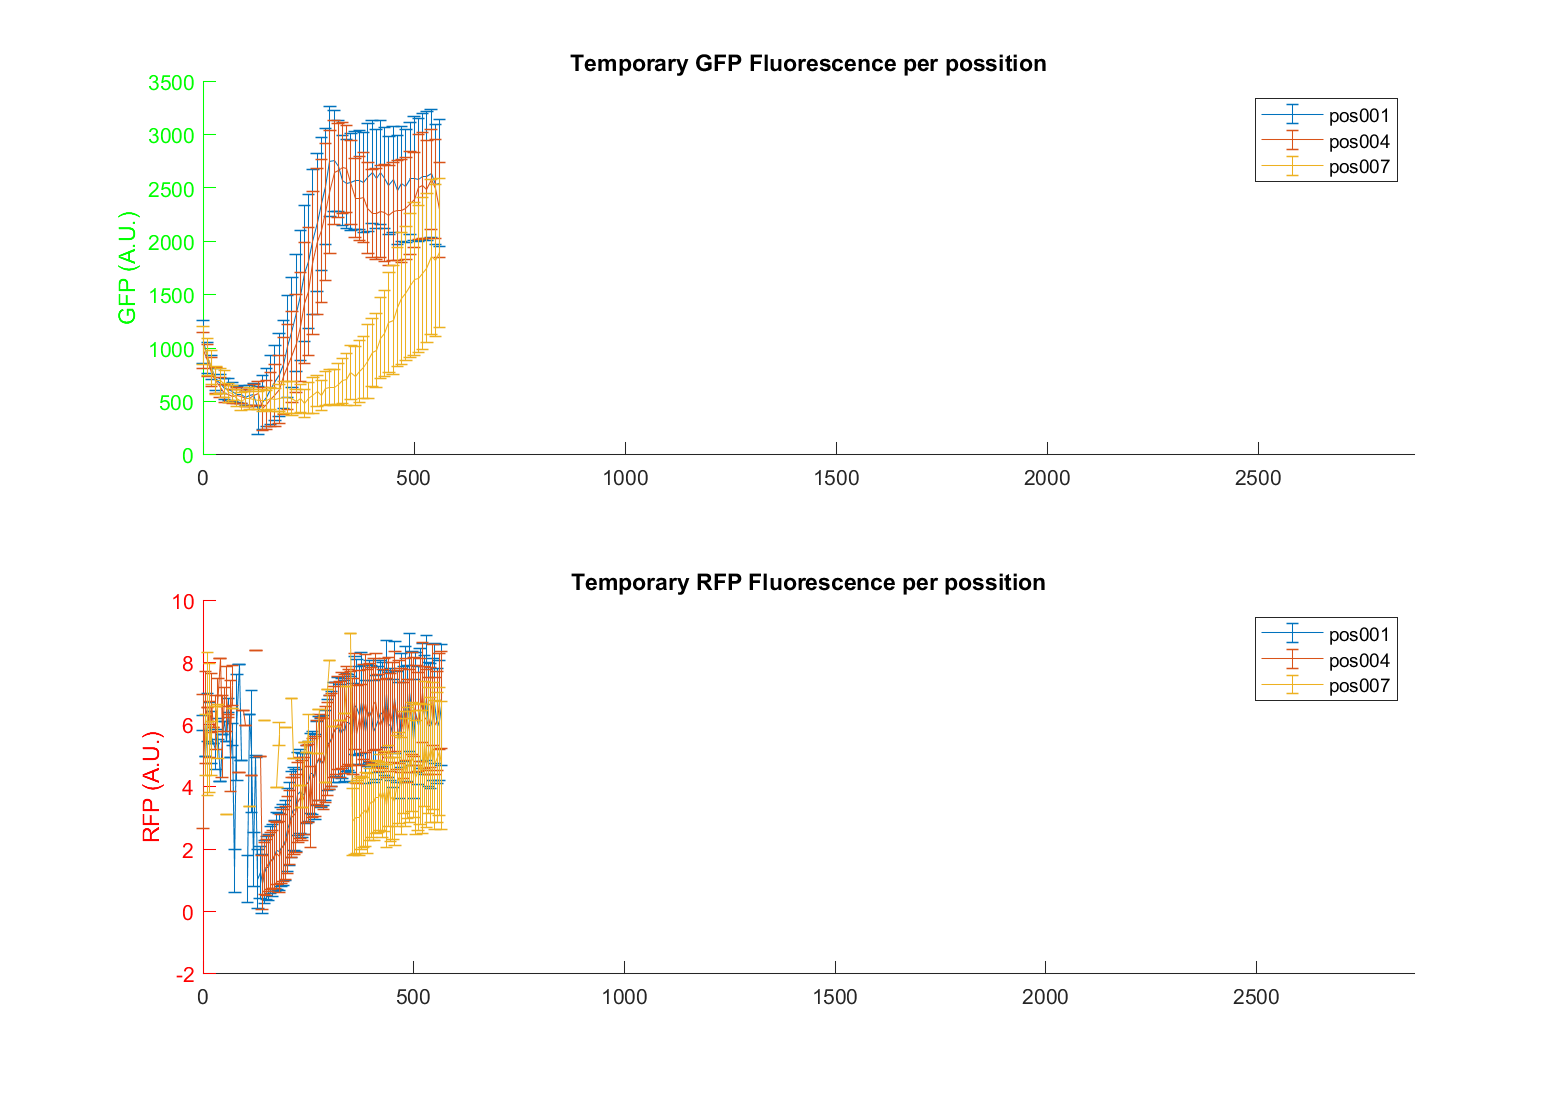 Temporary GFP Fluorescence per possition
3500
3000
2500
2000
1500
1000
500
0
GFP (A.U.)
0 500 1000 1500 2000 2500
pos001
pos004
pos007
Temporary RFP Fluorescence per possition
10
8
6
4
2
0
-2
RFP (A.U.)
0 500 1000 1500 2000 2500
pos001
pos004
pos007